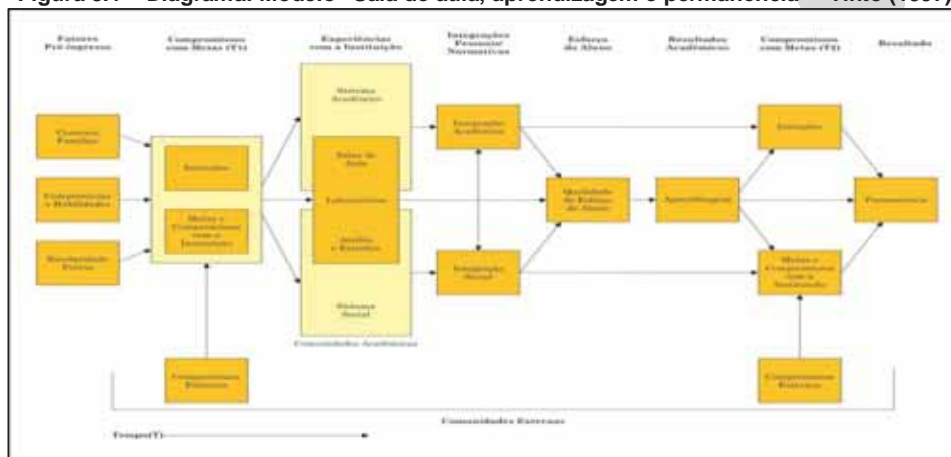 Figura 3.1 – Diagrama: Modelo "Sala de aula, aprendizagem e permanência" – Tinto (1997)
Fatores
Pré-ingresso
Compromissos
com Metas (T1)
Experiências
com a Instituição
Integrações
Pessoais/
Normativas
Esforço
do Aluno
Resultados
Acadêmicos
Compromissos
com Metas (T2)
Resultado
Contexto
Familiar
Competências
e Habilidades
Escolaridade
Prévia
Intenções
Metas e
Compromissos
com a
Instituição
Compromissos
Externos
Sistema
Acadêmico
Salas de
Aula
Laboratórios
Sistema
Social
Comunidades Acadêmicas
Integração
Acadêmica
Integração
Social
Qualidade
do Esforço
do Aluno
Aprendizagem
Intenções
Metas e
Compromissos
com a
Instituição
Compromissos
Externos
Permanência
Comunidades Externas
Tempo(T)